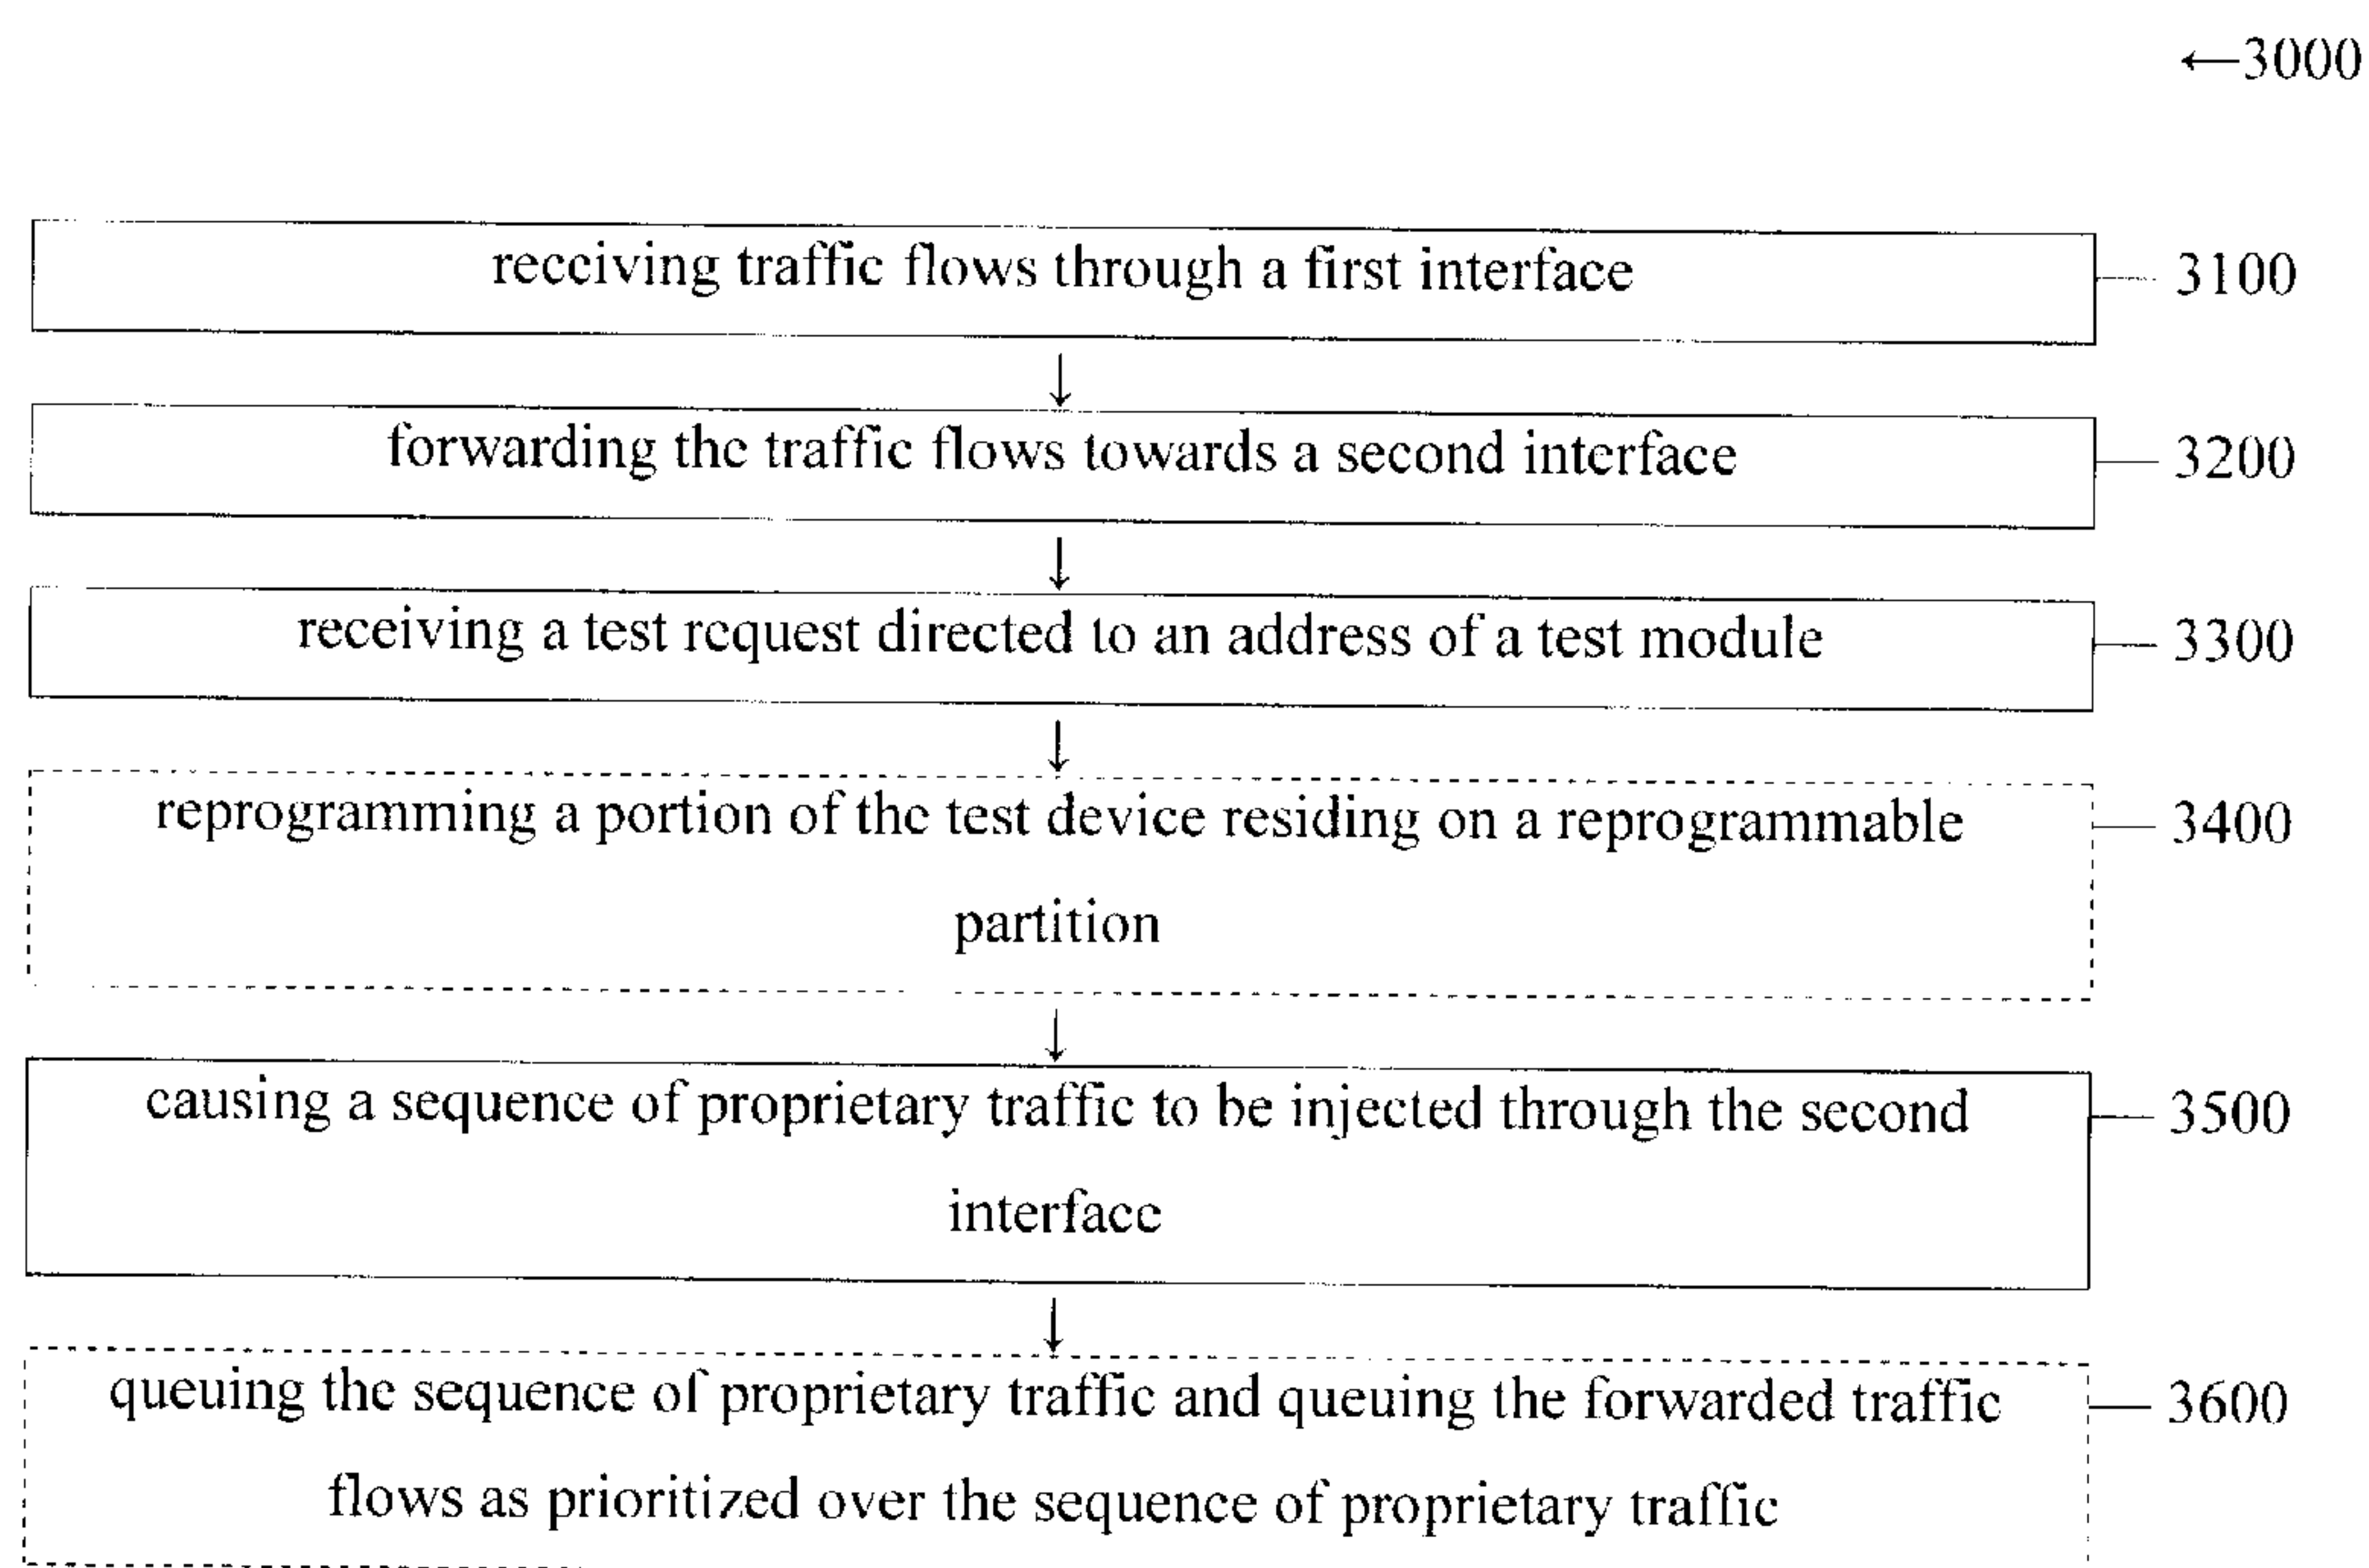 ←3000
receiving traffic flows through a first interface
3100
forwarding the traffic flows towards a second interface
3200
receiving a test request directed to an address of a test module
3300
reprogramming a portion of the test device residing on a reprogrammable
3400
partition
causing a sequence of proprietary traffic to be injected through the second
3500
interface
queuing the sequence of proprietary traffic and queuing the forwarded traffic
3600
flows as prioritized over the sequence of proprietary traffic